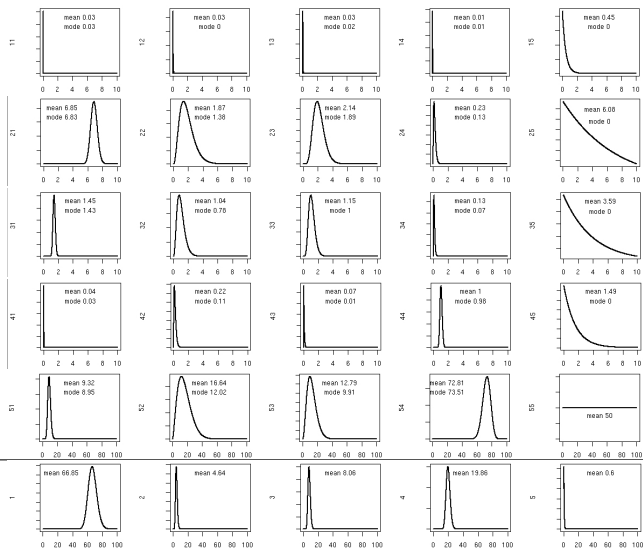 11
mean 0.03
mode 0.03
0 2 4 6 8 10
12
mean 0.03
mode 0
0 2 4 6 8 10
13
mean 0.03
mode 0.02
0 2 4 6 8 10
14
mean 0.01
mode 0.01
0 2 4 6 8 10
15
mean 0.45
mode 0
0 2 4 6 8 10
21
mean 6.85
mode 6.83
0 2 4 6 8 10
22
mean 1.87
mode 1.38
0 2 4 6 8 10
23
mean 2.14
mode 1.89
0 2 4 6 8 10
24
mean 0.23
mode 0.13
0 2 4 6 8 10
25
mean 6.08
mode 0
0 2 4 6 8 10
31
mean 1.45
mode 1.43
0 2 4 6 8 10
32
mean 1.04
mode 0.76
0 2 4 6 8 10
33
mean 1.15
mode 1
0 2 4 6 8 10
34
mean 0.13
mode 0.07
0 2 4 6 8 10
35
mean 3.59
mode 0
0 2 4 6 8 10
41
mean 0.04
mode 0.03
0 2 4 6 8 10
42
mean 0.22
mode 0.11
0 2 4 6 8 10
43
mean 0.07
mode 0.01
0 2 4 6 8 10
44
mean 1
mode 0.98
0 2 4 6 8 10
45
mean 1.49
mode 0
0 2 4 6 8 10
51
mean 9.32
mode 8.95
0 20 40 60 80 100
52
mean 16.64
mode 12.02
0 20 40 60 80 100
53
mean 12.79
mode 9.91
0 20 40 60 80 100
54
mean 72.81
mode 73.51
0 20 40 60 80 100
55
mean 50
0 20 40 60 80 100
1
mean 66.85
0 20 40 60 80 100
2
mean 4.64
0 20 40 60 80 100
3
mean 8.06
0 20 40 60 80 100
4
mean 19.86
0 20 40 60 80 100
5
mean 0.6
0 20 40 60 80 100